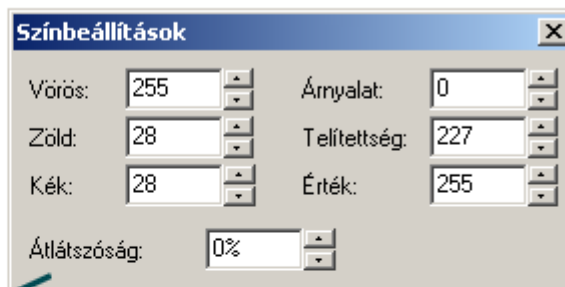 Színbeállítások
Vörös: 255 Árnyalat: 0
Zöld: 28 Telítettség: 227
Kék: 28 Érték: 255
Átlátszóság: 0%